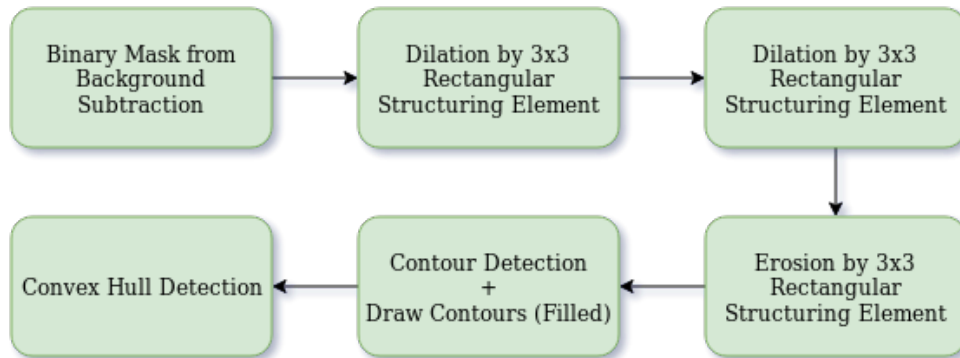 Binary Mask from
Background
Subtraction
Dilation by 3x3
Rectangular
Structuring Element
Dilation by 3x3
Rectangular
Structuring Element
Erosion by 3x3
Rectangular
Structuring Element
Contour Detection
+
Draw Contours (Filled)
Convex Hull Detection